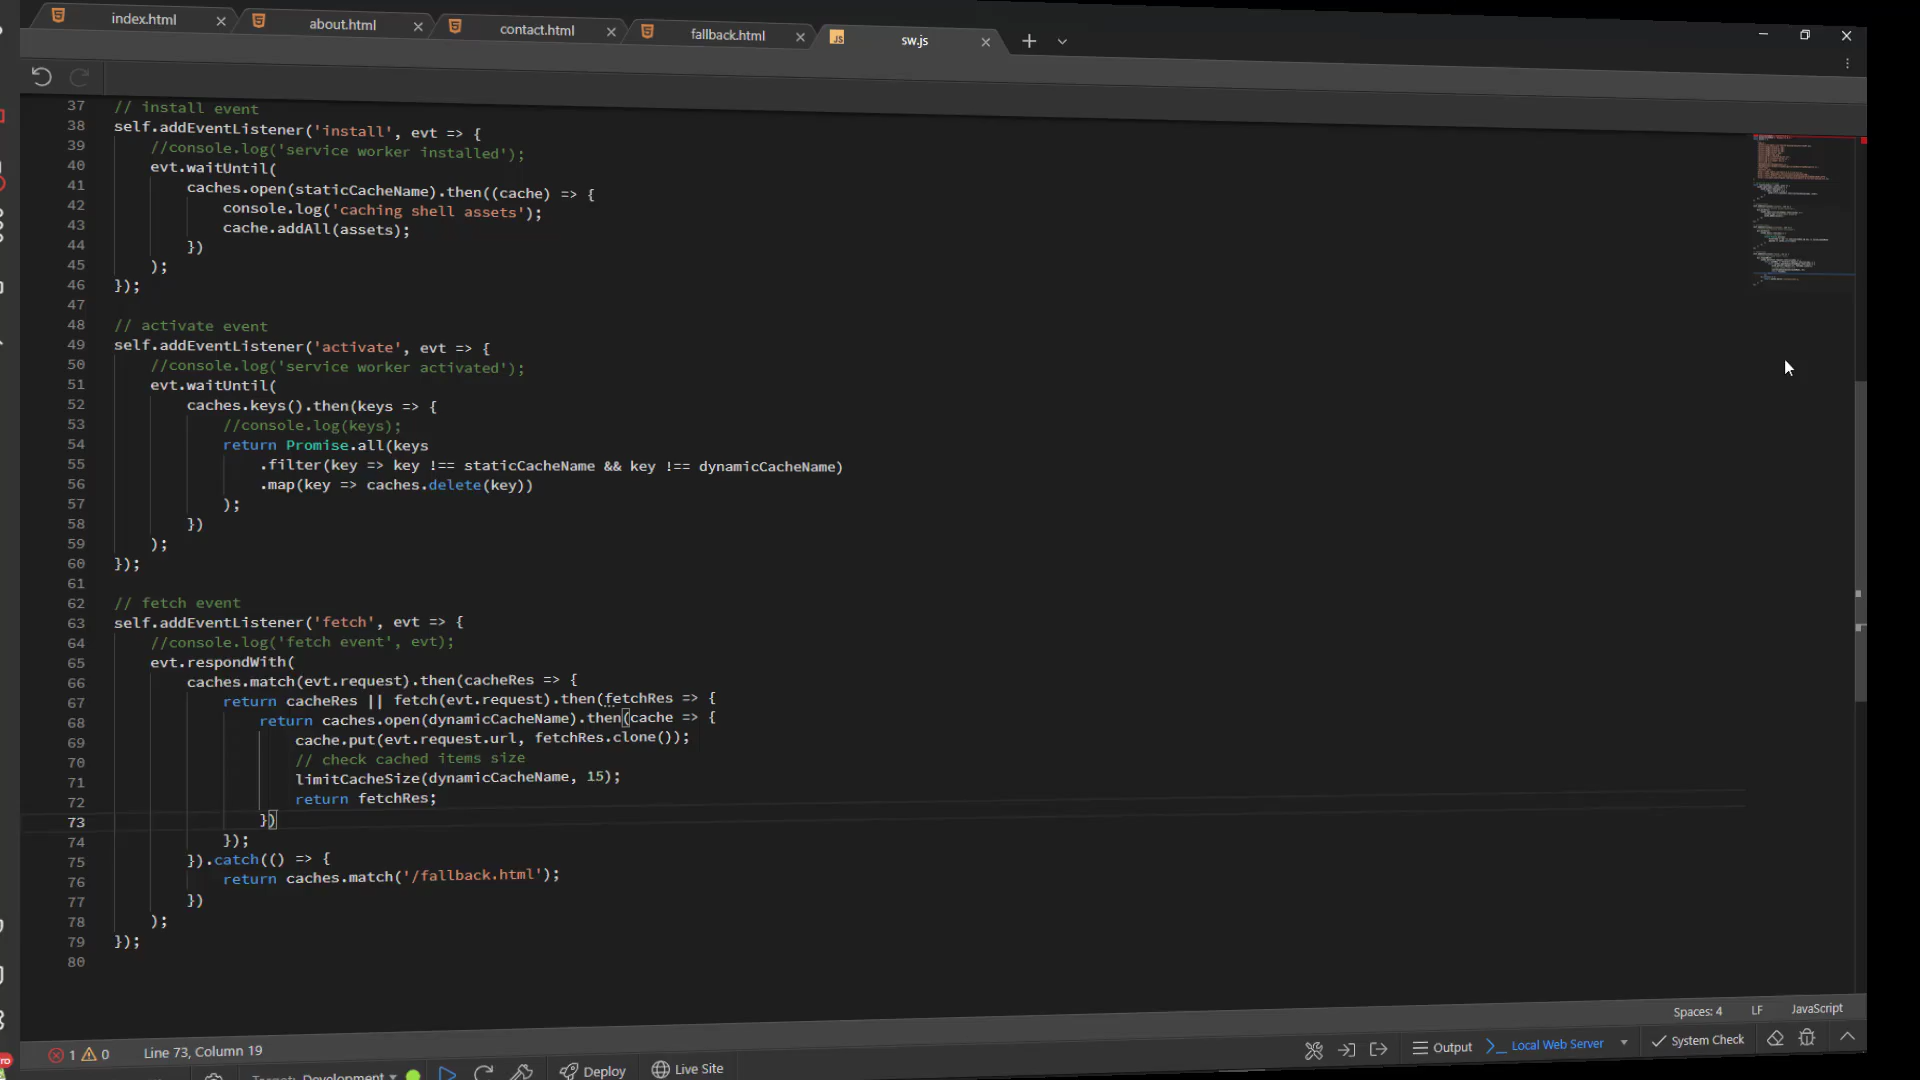 index.html
about.html
contact.html
fallback.html
JS sw.js
37 // install event
38 self.addEventListener('install', evt => {
39 //console.log('service worker installed');
40 evt.waitUntil(
41 caches.open(staticCacheName).then((cache) => {
42 console.log('caching shell assets');
43 cache.addAll(assets);
44 })
45 );
46 });
47
48 // activate event
49 self.addEventListener('activate', evt => {
50 //console.log('service worker activated');
51 evt.waitUntil(
52 caches.keys().then(keys => {
53 //console.log(keys);
54 return Promise.all(keys
55 .filter(key => key !== staticCacheName && key !== dynamicCacheName)
56 .map(key => caches.delete(key))
57 );
58 })
59 );
60 });
61
62 // fetch event
63 self.addEventListener('fetch', evt => {
64 //console.log('fetch event', evt);
65 evt.respondWith(
66 caches.match(evt.request).then(cacheRes => {
67 return cacheRes || fetch(evt.request).then(fetchRes => {
68 return caches.open(dynamicCacheName).then(cache => {
69 cache.put(evt.request.url, fetchRes.clone());
70 // check cached items size
71 limitCacheSize(dynamicCacheName, 15);
72 return fetchRes;
73 })
74 });
75 }).catch(() => {
76 return caches.match('/fallback.html');
77 })
78 );
79 });
80
Spaces: 4 LF JavaScript
1 0 Line 73, Column 19
Output Local Web Server System Check
Target: Development Deploy Live Site